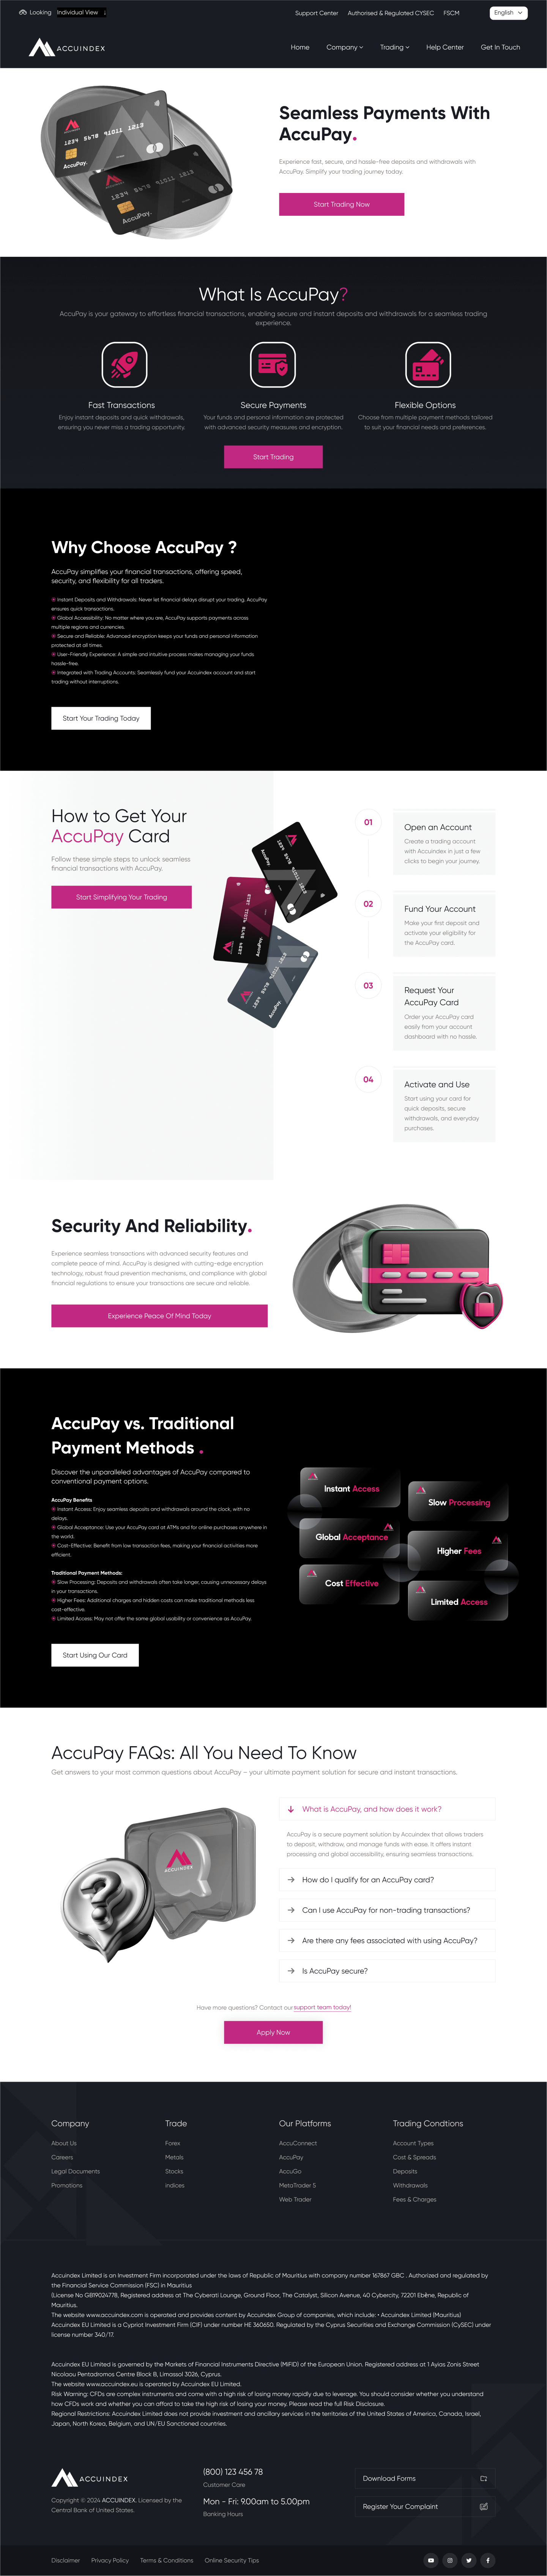 Looking Individual View ↓
Support Center Authorised & Regulated CYSEC FSCM English
ACCUINDEX
Home Company Trading Help Center Get In Touch
Seamless Payments With
AccuPay.
Experience fast, secure, and hassle-free deposits and withdrawals with
AccuPay. Simplify your trading journey today.
Start Trading Now
1234 5678 91011 1213
AccuPay.
AccuPay.
What Is AccuPay?
AccuPay is your gateway to effortless financial transactions, enabling secure and instant deposits and withdrawals for a seamless trading
experience.
Fast Transactions
Enjoy instant deposits and quick withdrawals,
ensuring you never miss a trading opportunity.
Secure Payments
Your funds and personal information are protected
with advanced security measures and encryption.
Flexible Options
Choose from multiple payment methods tailored
to suit your financial needs and preferences.
Start Trading
Why Choose AccuPay ?
AccuPay simplifies your financial transactions, offering speed,
security, and flexibility for all traders.
Instant Deposits and Withdrawals: Never let financial delays disrupt your trading. AccuPay
ensures quick transactions.
Global Accessibility: No matter where you are, AccuPay supports payments across
multiple regions and currencies.
Secure and Reliable: Advanced encryption keeps your funds and personal information
protected at all times.
User-Friendly Experience: A simple and intuitive process makes managing your funds
hassle-free.
Integrated with Trading Accounts: Seamlessly fund your Accuindex account and start
trading without interruptions.
Start Your Trading Today
How to Get Your
AccuPay Card
Follow these simple steps to unlock seamless
financial transactions with AccuPay.
Start Simplifying Your Trading
AccuPay
AccuPay
AccuPay
01
Open an Account
Create a trading account
with Accuindex in just a few
clicks to begin your journey.
02
Fund Your Account
Make your first deposit and
activate your eligibility for
the AccuPay card.
03
Request Your
AccuPay Card
Order your AccuPay card
easily from your account
dashboard with no hassle.
04
Activate and Use
Start using your card for
quick deposits, secure
withdrawals, and everyday
purchases.
Security And Reliability.
Experience seamless transactions with advanced security features and
complete peace of mind. AccuPay is designed with cutting-edge encryption
technology, robust fraud prevention mechanisms, and compliance with global
financial regulations to ensure your transactions are secure and reliable.
Experience Peace Of Mind Today
AccuPay vs. Traditional
Payment Methods .
Discover the unparalleled advantages of AccuPay compared to
conventional payment options.
AccuPay Benefits
Instant Access: Enjoy seamless deposits and withdrawals around the clock, with no
delays.
Global Acceptance: Use your AccuPay card at ATMs and for online purchases anywhere in
the world.
Cost-Effective: Benefit from low transaction fees, making your financial activities more
efficient.
Traditional Payment Methods:
Slow Processing: Deposits and withdrawals often take longer, causing unnecessary delays
in your transactions.
Higher Fees: Additional charges and hidden costs can make traditional methods less
cost-effective.
Limited Access: May not offer the same global usability or convenience as AccuPay.
Start Using Our Card
Instant Access
Slow Processing
Global Acceptance
Higher Fees
Cost Effective
Limited Access
AccuPay FAQs: All You Need To Know
Get answers to your most common questions about AccuPay – your ultimate payment solution for secure and instant transactions.
ACCUINDEX
What is AccuPay, and how does it work?
AccuPay is a secure payment solution by Accuindex that allows traders
to deposit, withdraw, and manage funds with ease. It offers instant
processing and global accessibility, ensuring seamless transactions.
How do I qualify for an AccuPay card?
Can I use AccuPay for non-trading transactions?
Are there any fees associated with using AccuPay?
Is AccuPay secure?
Have more questions? Contact our support team today!
Apply Now
Company
About Us
Careers
Legal Documents
Promotions
Trade
Forex
Metals
Stocks
indices
Our Platforms
AccuConnect
AccuPay
AccuGo
MetaTrader 5
Web Trader
Trading Condtions
Account Types
Cost & Spreads
Deposits
Withdrawals
Fees & Charges
Accuindex Limited is an Investment Firm incorporated under the laws of Republic of Mauritius with company number 167867 GBC . Authorized and regulated by
the Financial Service Commission (FSC) in Mauritius
(License No GB19024778, Registered address at The Cyberati Lounge, Ground Floor, The Catalyst, Silicon Avenue, 40 Cybercity, 72201 Ebène, Republic of
Mauritius.
The website www.accuindex.com is operated and provides content by Accuindex Group of companies, which include: • Accuindex Limited (Mauritius)
Accuindex EU Limited is a Cypriot Investment Firm (CIF) under number HE 360650. Regulated by the Cyprus Securities and Exchange Commission (CySEC) under
license number 340/17.
Accuindex EU Limited is governed by the Markets of Financial Instruments Directive (MiFID) of the European Union. Registered address at 1 Ayias Zonis Street
Nicolaou Pentadromos Centre Block B, Limassol 3026, Cyprus.
The website www.accuindex.eu is operated by Accuindex EU Limited.
Risk Warning: CFDs are complex instruments and come with a high risk of losing money rapidly due to leverage. You should consider whether you understand
how CFDs work and whether you can afford to take the high risk of losing your money. Please read the full Risk Disclosure.
Regional Restrictions: Accuindex Limited does not provide investment and ancillary services in the territories of the United States of America, Canada, Israel,
Japan, North Korea, Belgium, and UN/EU Sanctioned countries.
ACCUINDEX
Copyright © 2024 ACCUINDEX. Licensed by the
Central Bank of United States.
(800) 123 456 78
Customer Care
Mon - Fri: 9.00am to 5.00pm
Banking Hours
Download Forms
Register Your Complaint
Disclaimer Privacy Policy Terms & Conditions Online Security Tips